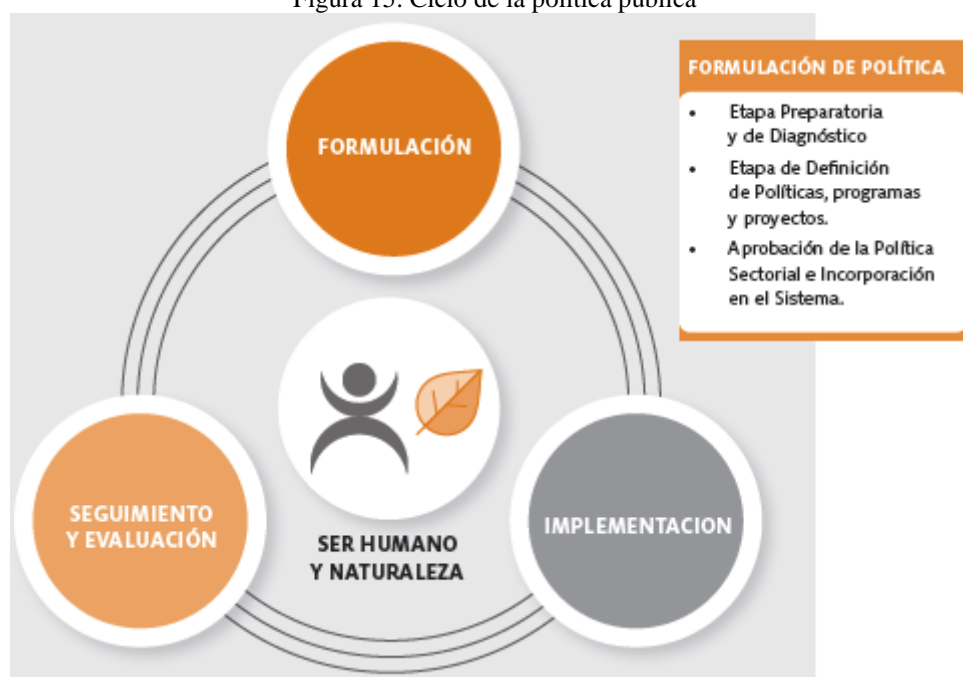 Figura 15. Ciclo de la política pública
FORMULACIÓN
FORMULACIÓN DE POLÍTICA
• Etapa Preparatoria
y de Diagnóstico
• Etapa de Definición
de Políticas, programas
y proyectos.
• Aprobación de la Política
Sectorial e Incorporación
en el Sistema.
SEGUIMIENTO
Y EVALUACIÓN
SER HUMANO
Y NATURALEZA
IMPLEMENTACION